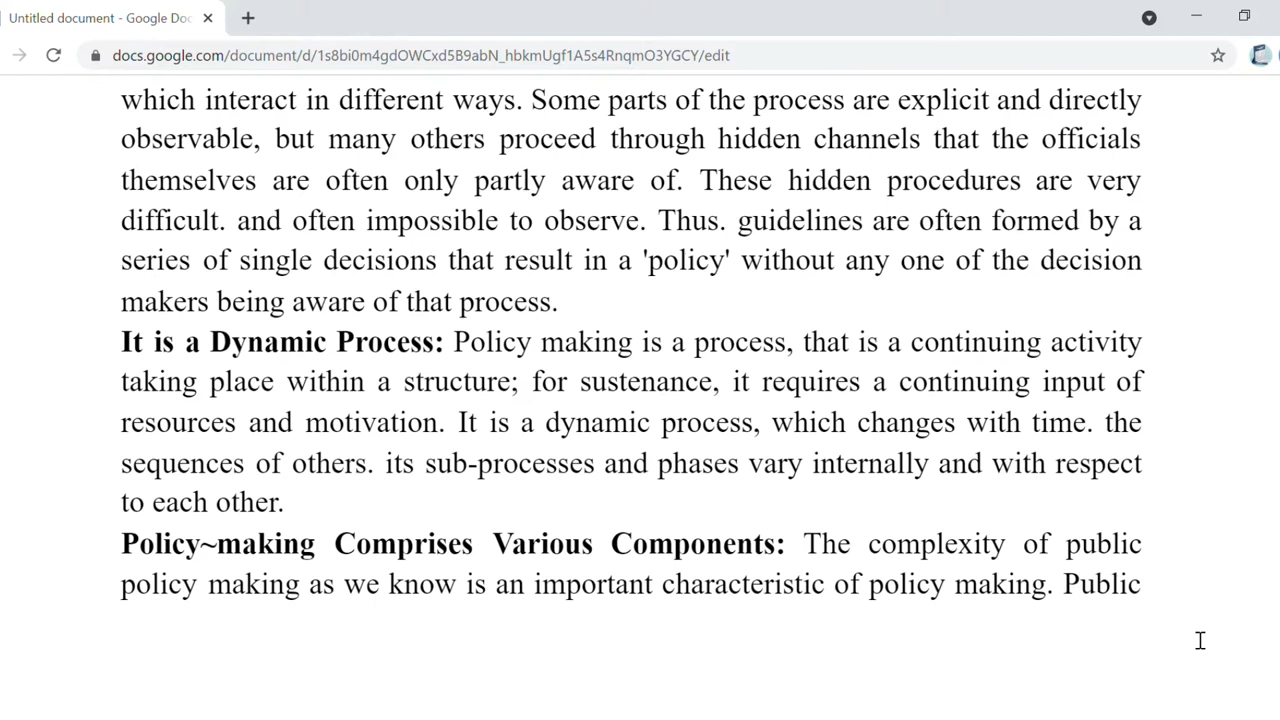 Untitled document - Google Doc
docs.google.com/document/d/1s8bi0m4gdOWCxd5B9abN_hbkmUgf1A5s4RnqmO3YGCY/edit
which interact in different ways. Some parts of the process are explicit and directly
observable, but many others proceed through hidden channels that the officials
themselves are often only partly aware of. These hidden procedures are very
difficult. and often impossible to observe. Thus. guidelines are often formed by a
series of single decisions that result in a 'policy' without any one of the decision
makers being aware of that process.
It is a Dynamic Process: Policy making is a process, that is a continuing activity
taking place within a structure; for sustenance, it requires a continuing input of
resources and motivation. It is a dynamic process, which changes with time. the
sequences of others. its sub-processes and phases vary internally and with respect
to each other.
Policy~making Comprises Various Components: The complexity of public
policy making as we know is an important characteristic of policy making. Public